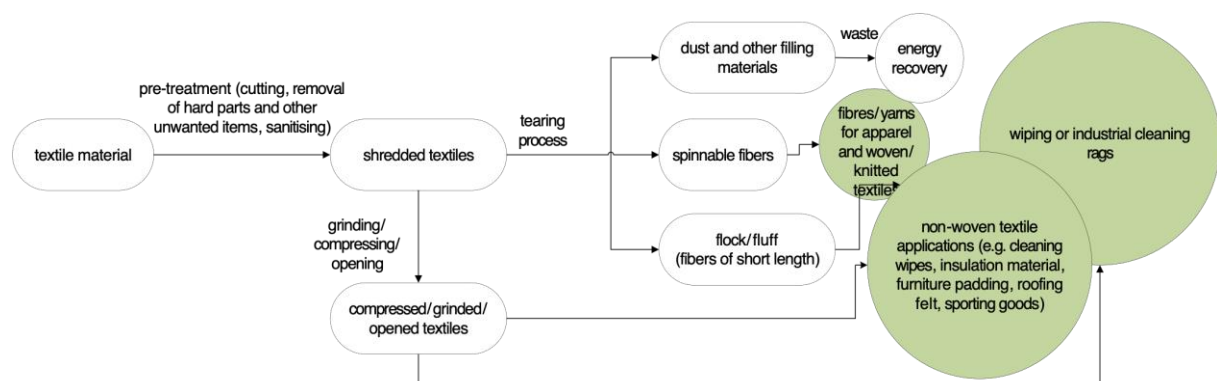 textile material
pre-treatment (cutting, removal
of hard parts and other
unwanted items, sanitising)
shredded textiles
tearing
process
grinding/
compressing/
opening
compressed/grinded/
opened textiles
dust and other filling
materials
waste
energy
recovery
spinnable fibers
fibres/yarns
for apparel
and woven/
knitted
textiles
flock/fluff
(fibers of short length)
non-woven textile
applications (e.g. cleaning
wipes, insulation material,
furniture padding, roofing
felt, sporting goods)
wiping or industrial cleaning
rags